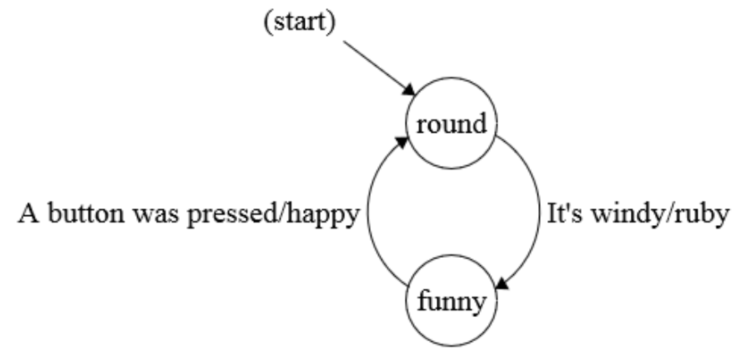 (start)
round
A button was pressed/happy
It's windy/ruby
funny